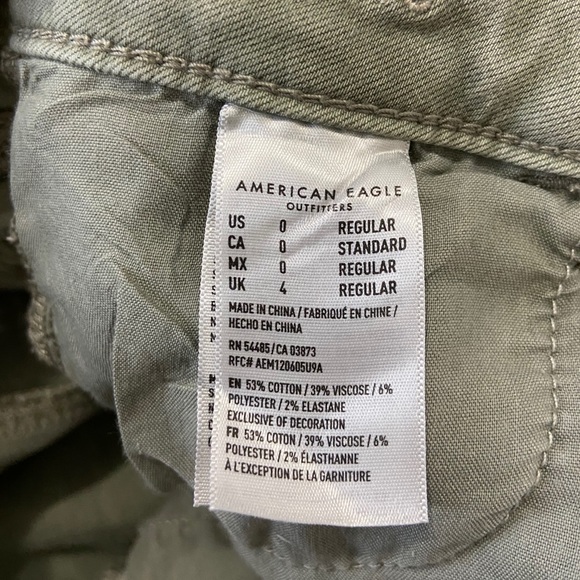 AMERICAN EAGLE
OUTFITTERS
US 0 REGULAR
CA 0 STANDARD
MX 0 REGULAR
UK 4 REGULAR
MADE IN CHINA / FABRIQUÉ EN CHINE /
HECHO EN CHINA
RN 54485/CA 03873
RFC# AEM120605U9A
EN 53% COTTON / 39% VISCOSE / 6%
POLYESTER / 2% ELASTANE
EXCLUSIVE OF DECORATION
FR 53% COTON / 39% VISCOSE / 6%
POLYESTER / 2% ÉLASTHANNE
À L'EXCEPTION DE LA GARNITURE